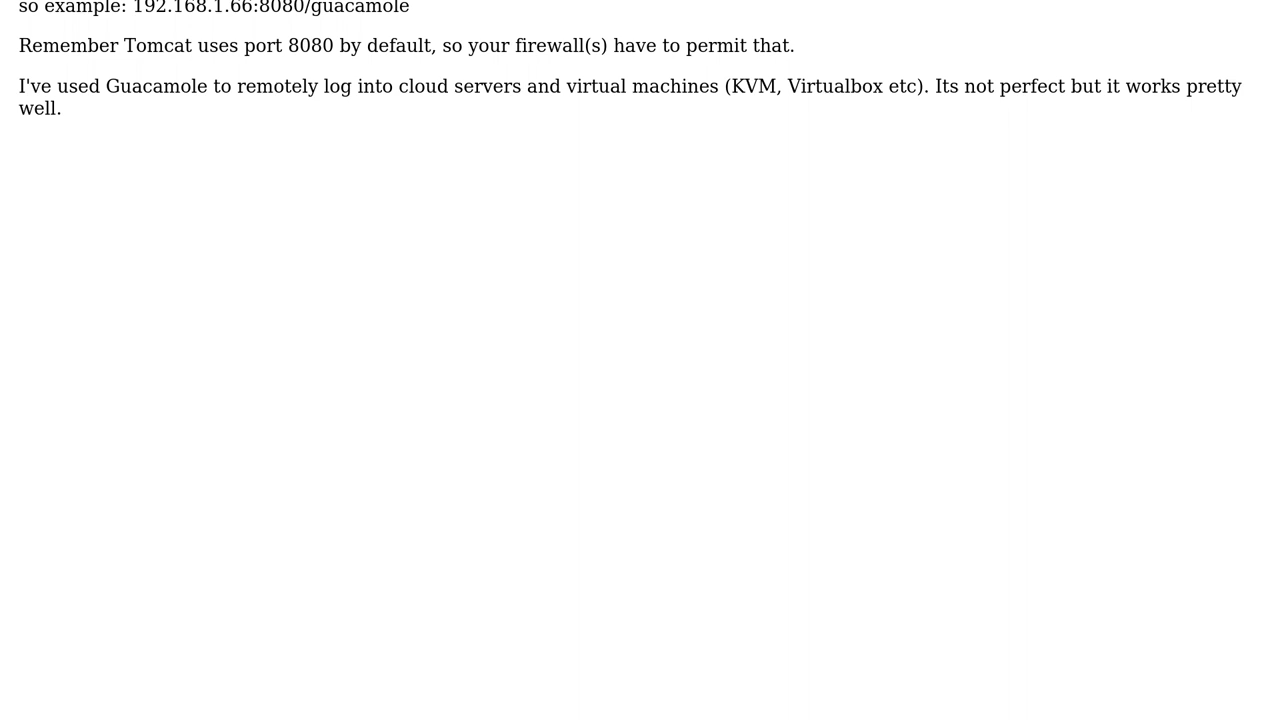 so example: 192.168.1.66:8080/guacamole
Remember Tomcat uses port 8080 by default, so your firewall(s) have to permit that.
I've used Guacamole to remotely log into cloud servers and virtual machines (KVM, Virtualbox etc). Its not perfect but it works pretty
well.